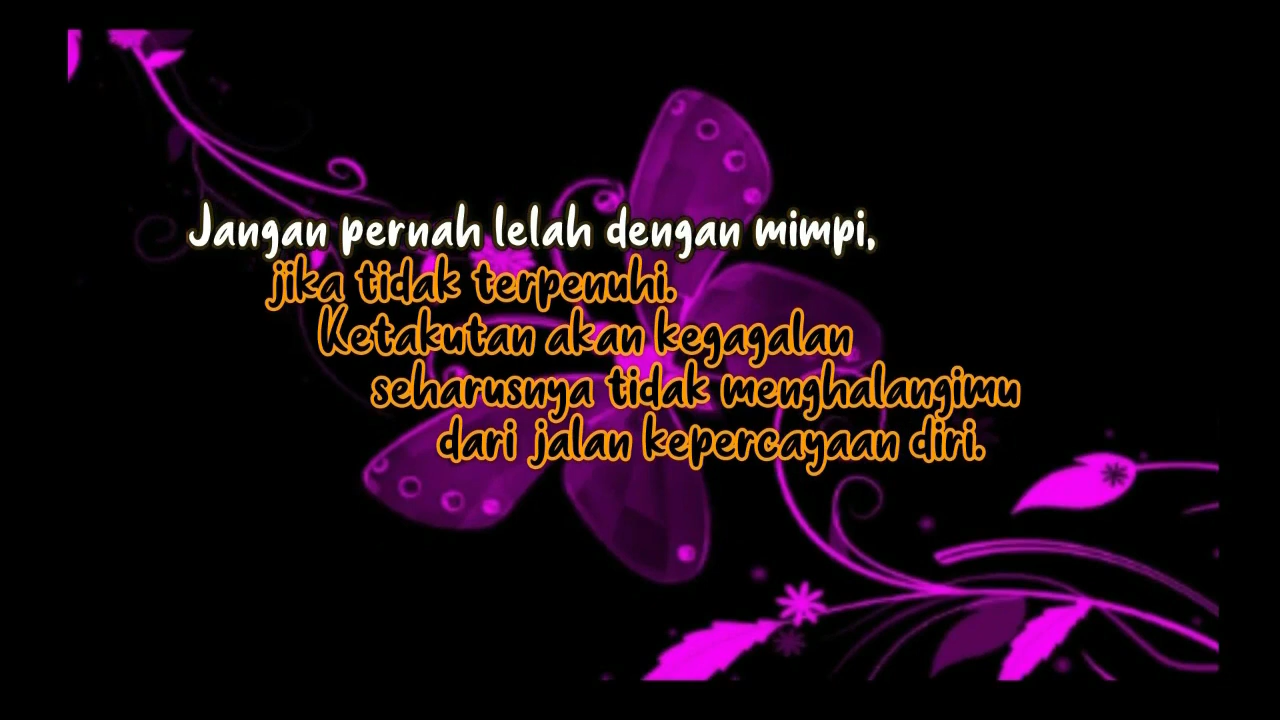 Jangan pernah lelah dengan mimpi,
jika tidak terpenuhi.
Ketakutan akan kegagalan
seharusnya tidak menghalangimu
dari jalan kepercayaan diri.